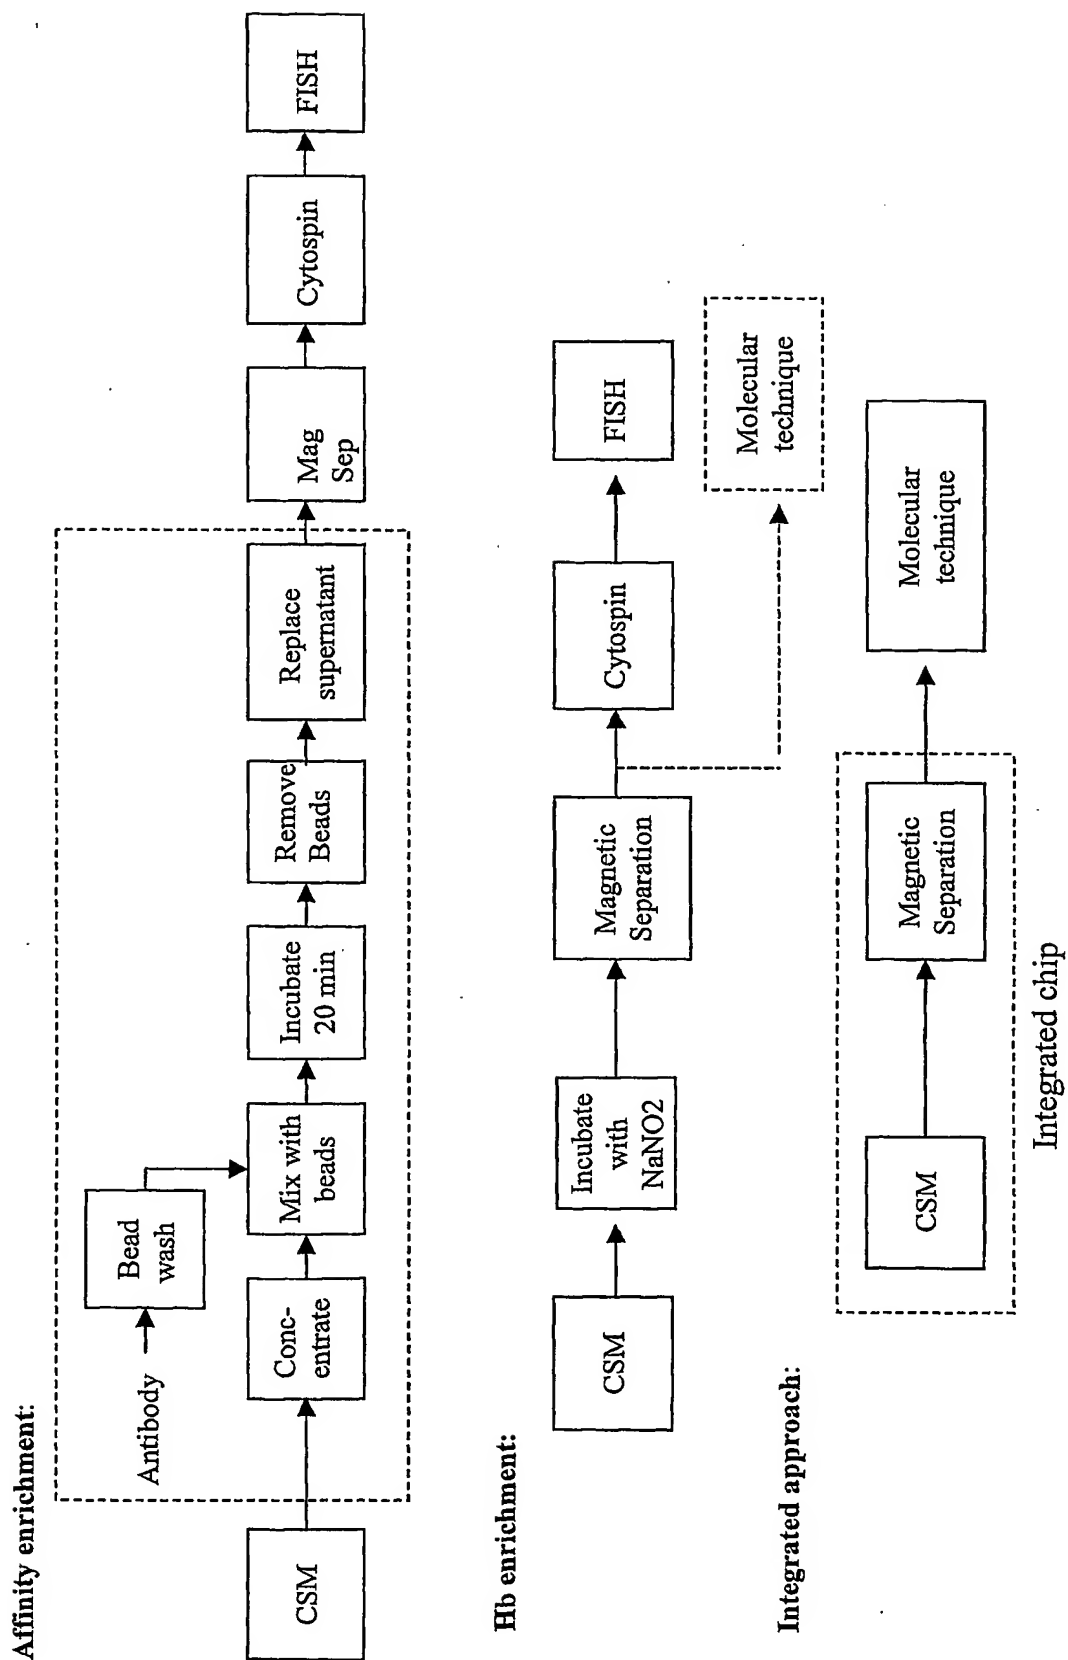 Affinity enrichment:
Antibody
Bead
wash
CSM
Conc-
entrate
Mix with
beads
Incubate
20 min
Remove
Beads
Replace
supernatant
Mag
Sep
Cytospin
FISH
Hb enrichment:
CSM
Incubate
with
NaNO2
Magnetic
Separation
Cytospin
FISH
Molecular
technique
Integrated approach:
CSM
Magnetic
Separation
Molecular
technique
Integrated chip